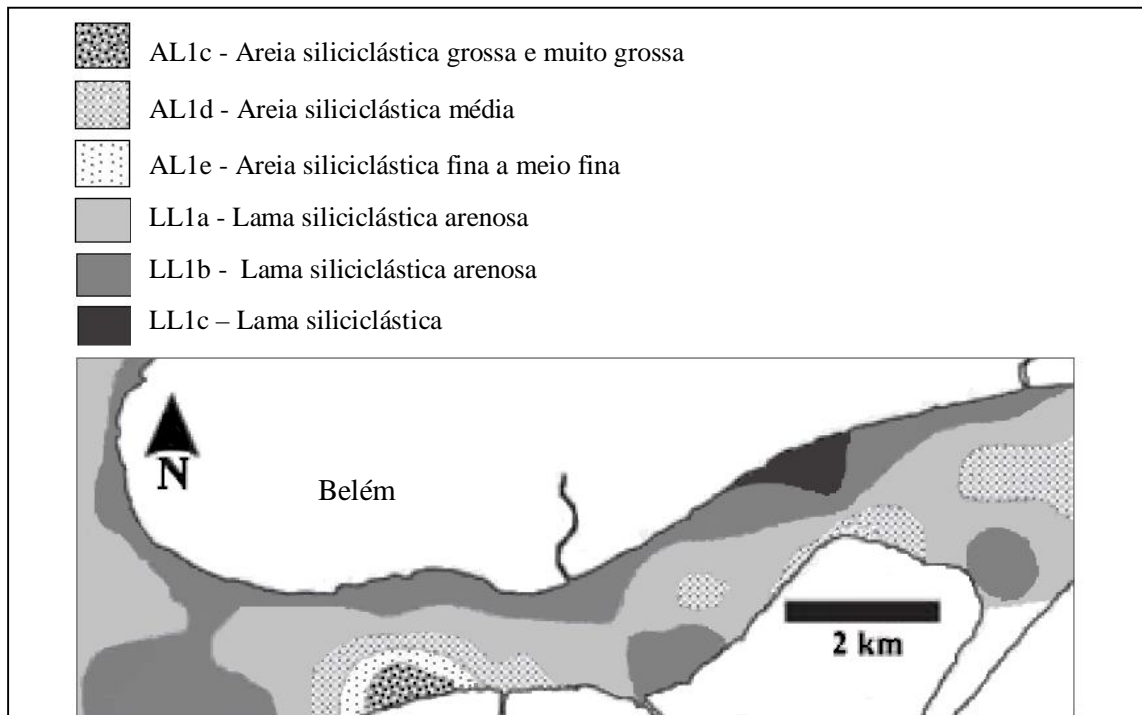 AL1c - Areia siliciclástica grossa e muito grossa
AL1d - Areia siliciclástica média
AL1e - Areia siliciclástica fina a meio fina
LL1a - Lama siliciclástica arenosa
LL1b - Lama siliciclástica arenosa
LL1c – Lama siliciclástica
N
Belém
2 km